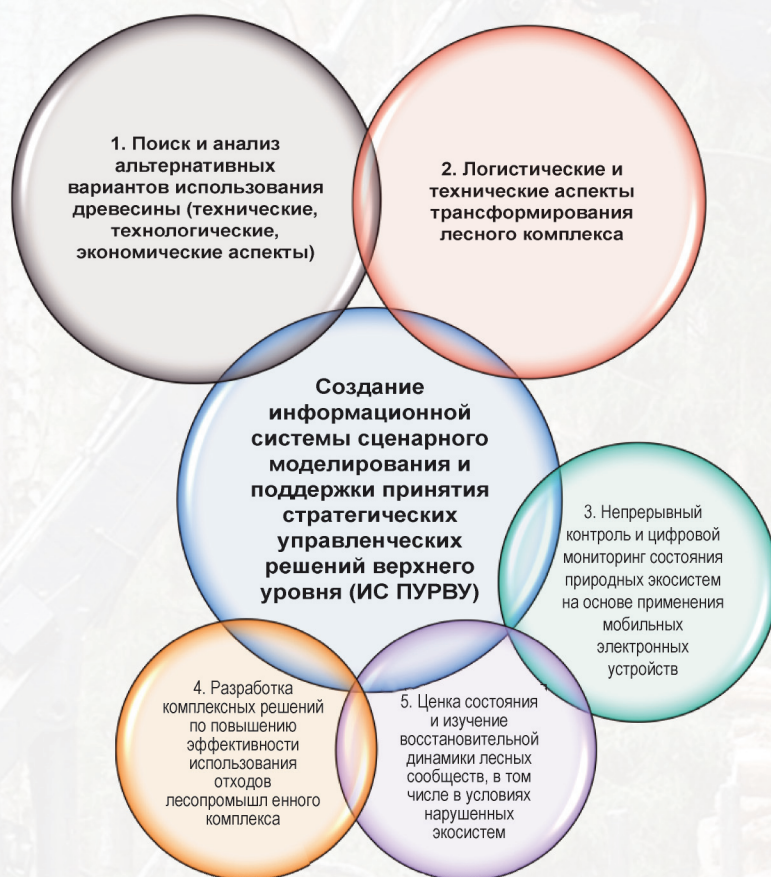 1. Поиск и анализ
альтернативных
вариантов использования
древесины (технические,
технологические,
экономические аспекты)
2. Логистические и
технические аспекты
трансформирования
лесного комплекса
Создание
информационной
системы сценарного
моделирования и
поддержки принятия
стратегических
управленческих
решений верхнего
уровня (ИС ПУРВУ)
3. Непрерывный
контроль и цифровой
мониторинг состояния
природных экосистем
на основе применения
мобильных
электронных
устройств
4. Разработка
комплексных решений
по повышению
эффективности
использования
отходов
лесопромышл енного
комплекса
5. Ценка состояния
и изучение
восстановительной
динамики лесных
сообществ, в том
числе в условиях
нарушенных
экосистем